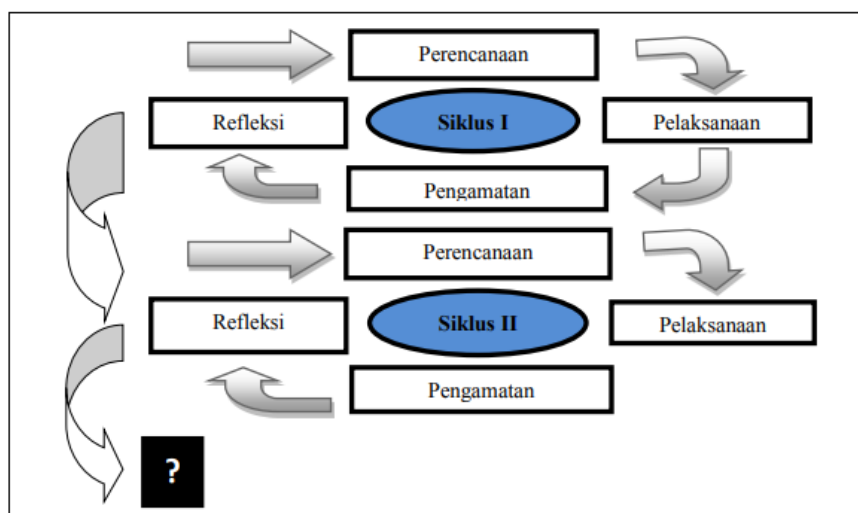 Perencanaan
Refleksi
Siklus I
Pelaksanaan
Pengamatan
Perencanaan
Refleksi
Siklus II
Pelaksanaan
Pengamatan
?